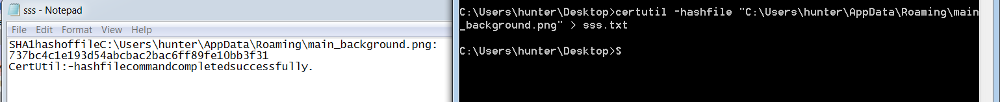 sss - Notepad
File Edit Format View Help
SHA1hashoffileC:\Users\hunter\AppData\Roaming\main_background.png:
737bc4c1e193d54abcbac2bac6ff89fe10bb3f31
CertUtil:-hashfilecommandcompletedsuccessfully.
C:\Users\hunter\Desktop>certutil -hashfile "C:\Users\hunter\AppData\Roaming\main
_background.png" > sss.txt
C:\Users\hunter\Desktop>S